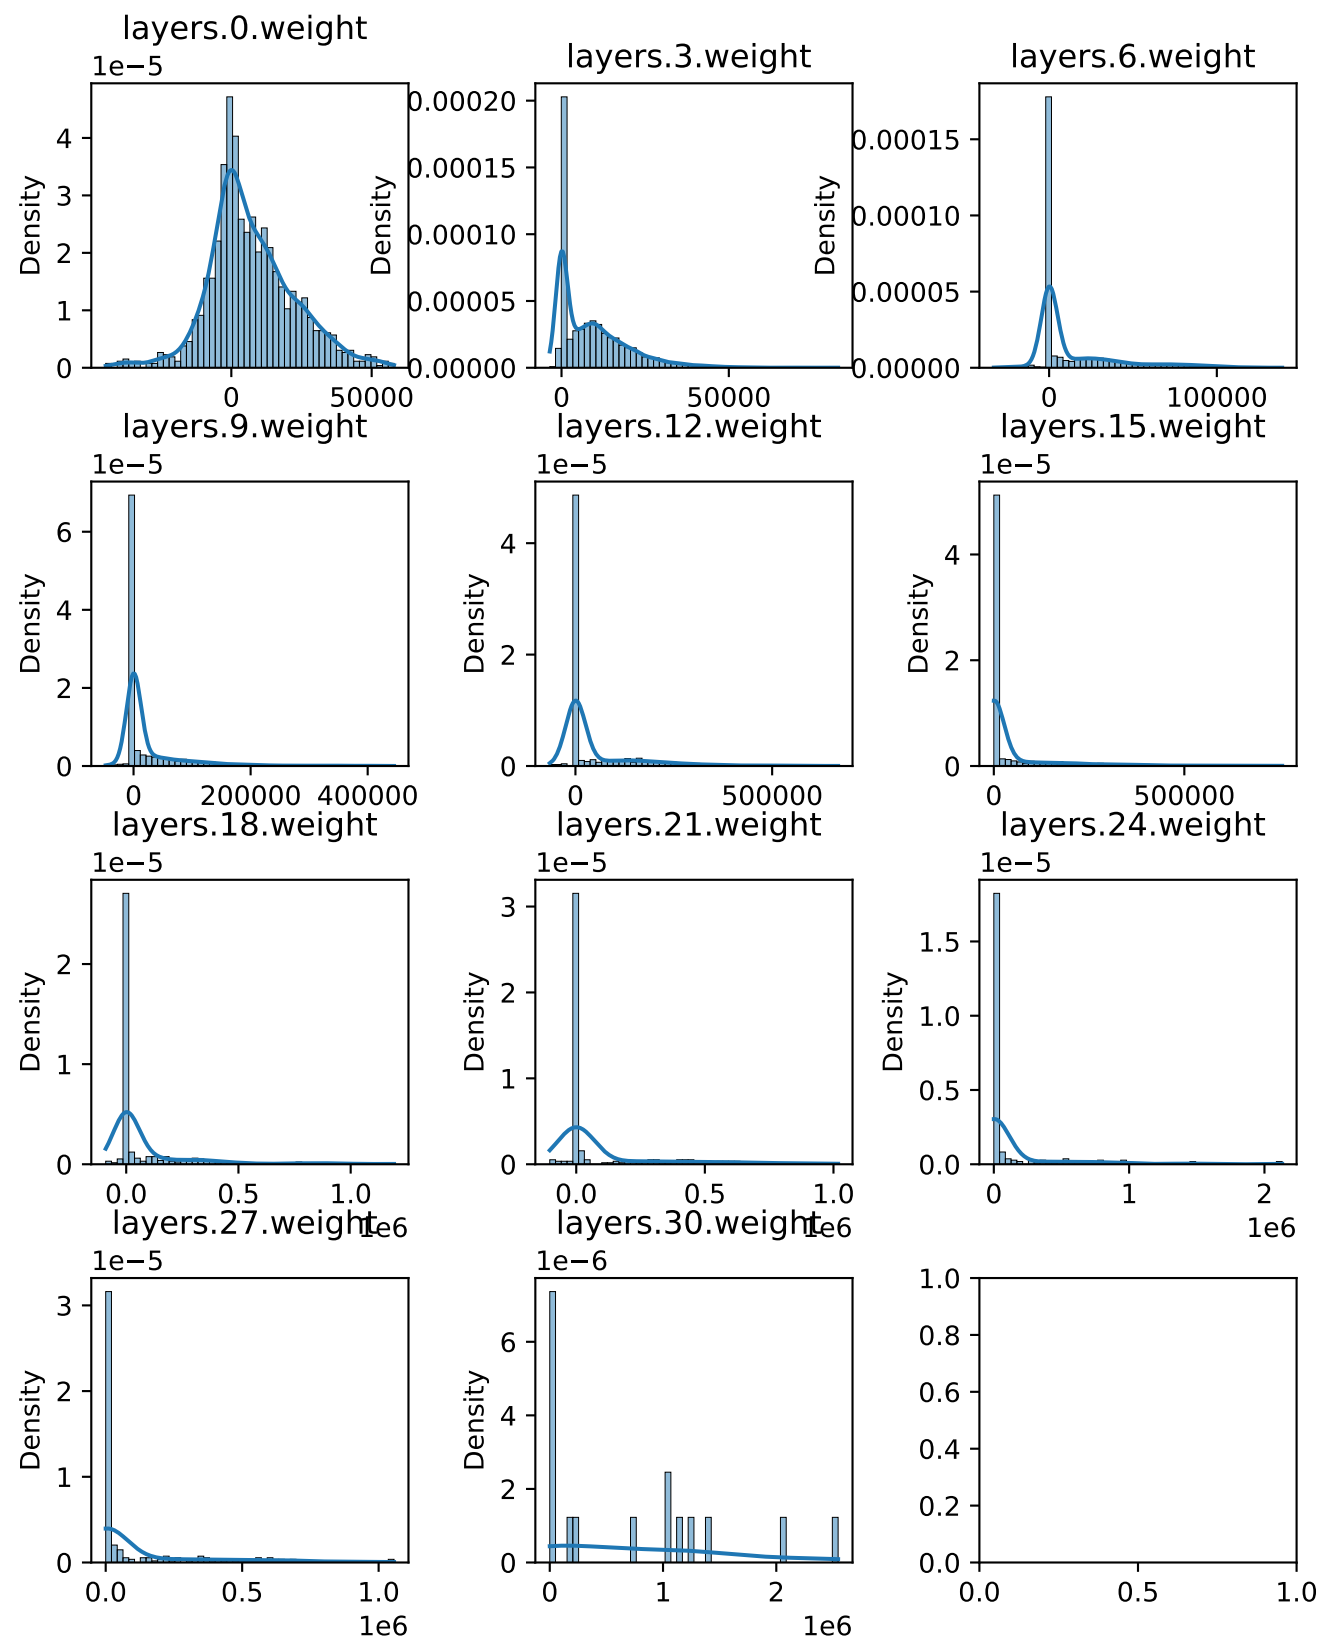 layers.0.weight
1e−5
Density
4
3
2
1
0
0
50000
layers.3.weight
Density
0.00020
0.00015
0.00010
0.00005
0.00000
0
50000
layers.6.weight
Density
0.00015
0.00010
0.00005
0.00000
0
100000
layers.9.weight
1e−5
Density
6
4
2
0
0
200000
400000
layers.12.weight
1e−5
Density
4
2
0
0
500000
layers.15.weight
1e−5
Density
4
2
0
0
500000
layers.18.weight
1e−5
Density
2
1
0
0.0
0.5
1.0
1e6
layers.21.weight
1e−5
Density
3
2
1
0
0.0
0.5
1.0
1e6
layers.24.weight
1e−5
Density
1.5
1.0
0.5
0.0
0
1
2
1e6
layers.27.weight
1e−5
Density
3
2
1
0
0.0
0.5
1.0
1e6
layers.30.weight
1e−6
Density
6
4
2
0
0
1
2
1e6
1.0
0.8
0.6
0.4
0.2
0.0
0.0
0.5
1.0